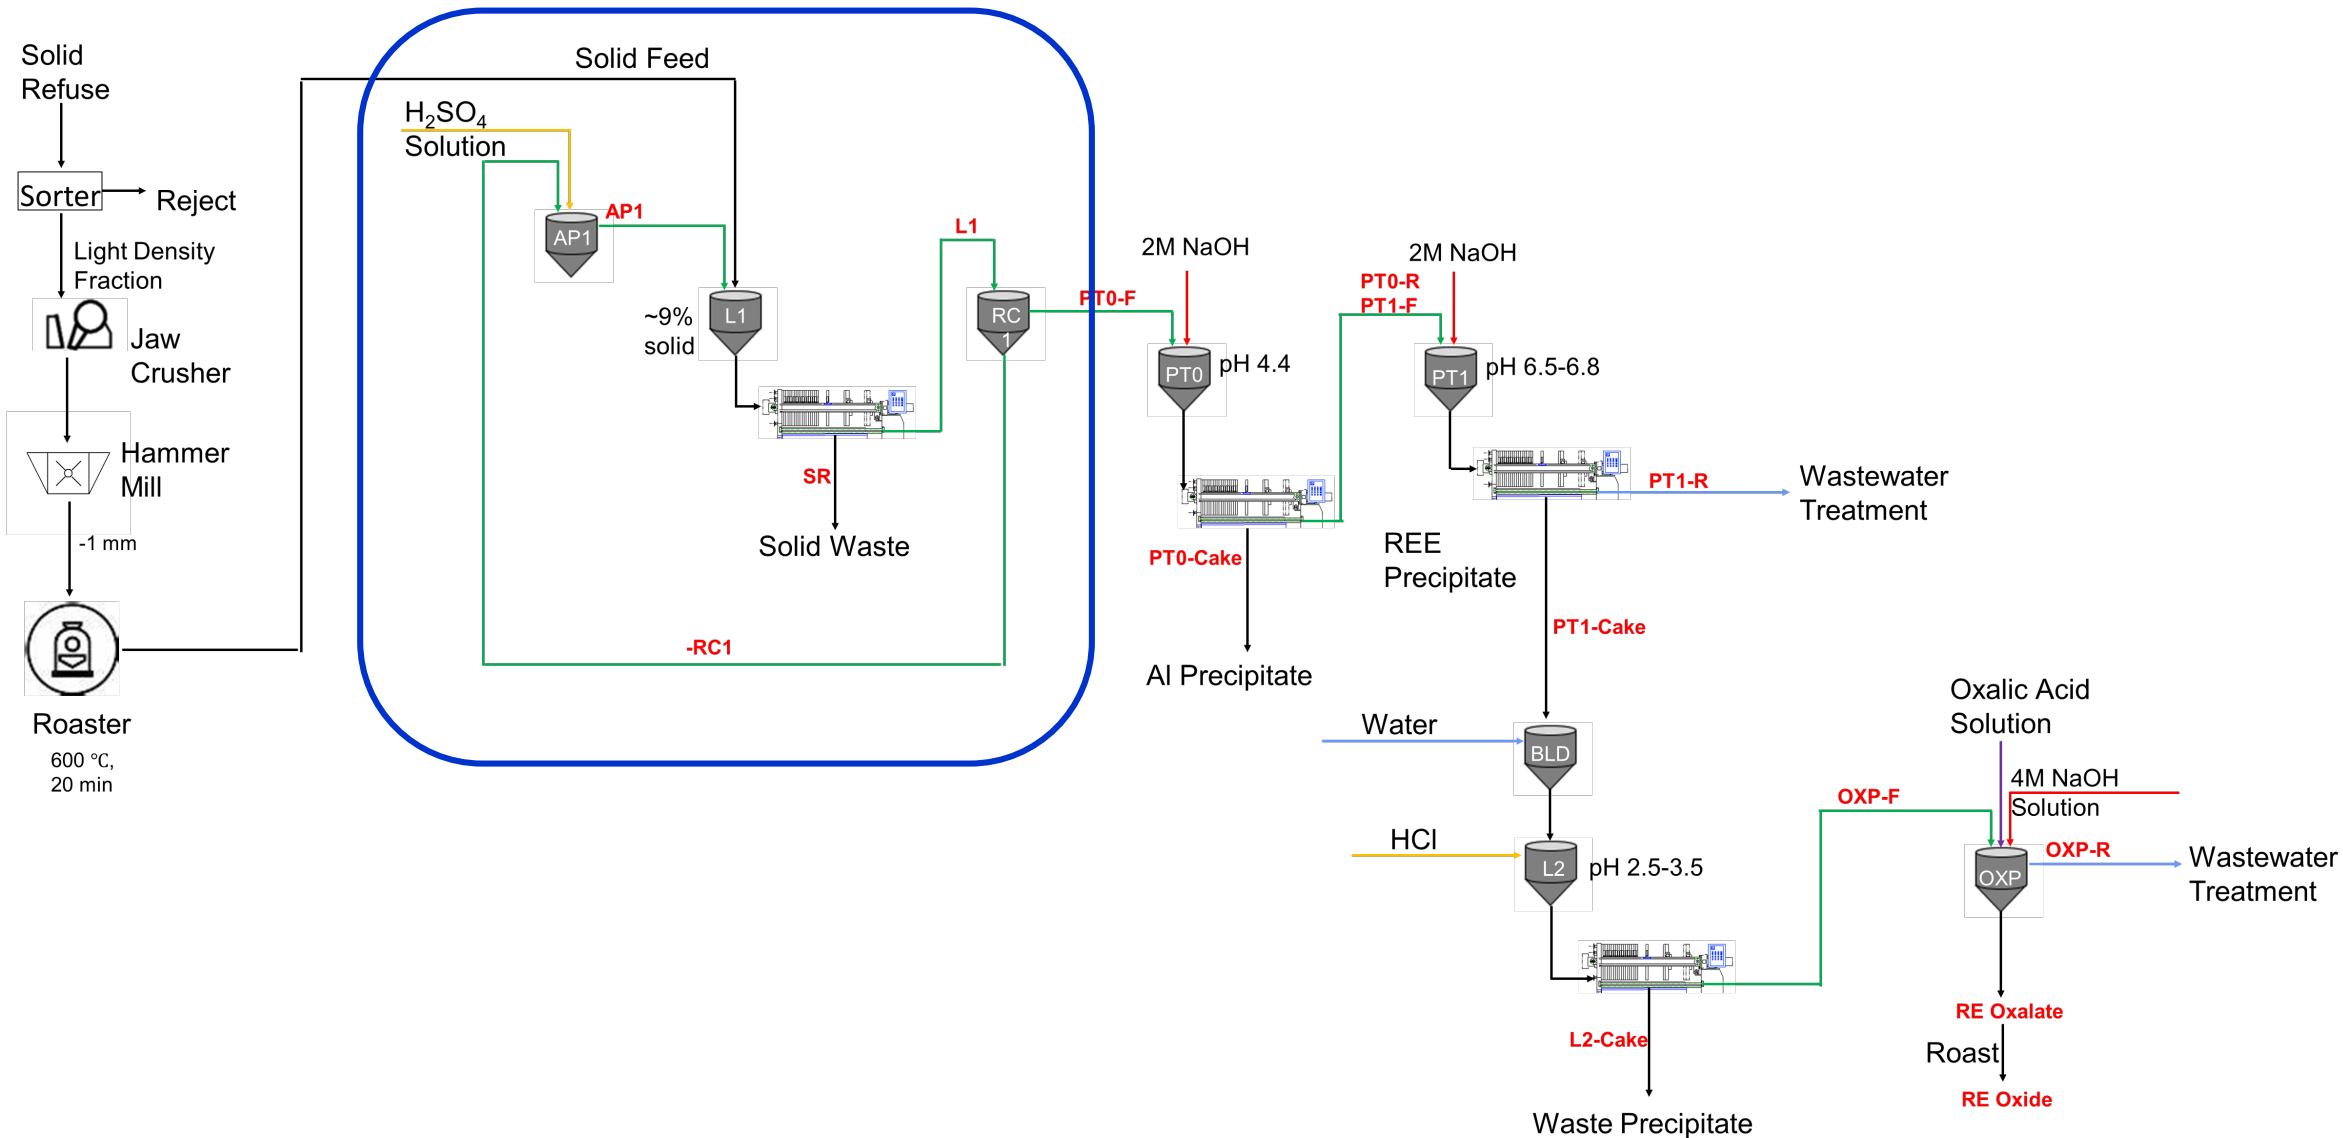 Solid
Refuse
Sorter
Reject
Light Density
Fraction
Jaw
Crusher
Hammer
Mill
-1 mm
Roaster
600 ℃,
20 min
Solid Feed
H₂SO₄
Solution
AP1
AP1
~9%
solid
L1
SR
Solid Waste
L1
RC
1
-RC1
PT0-F
2M NaOH
PT0
pH 4.4
PT0-Cake
Al Precipitate
PT0-R
PT1-F
2M NaOH
PT1
pH 6.5-6.8
PT1-R
Wastewater
Treatment
REE
Precipitate
PT1-Cake
Water
BLD
HCl
L2
pH 2.5-3.5
L2-Cake
Waste Precipitate
OXP-F
Oxalic Acid
Solution
4M NaOH
Solution
OXP
OXP-R
Wastewater
Treatment
RE Oxalate
Roast
RE Oxide